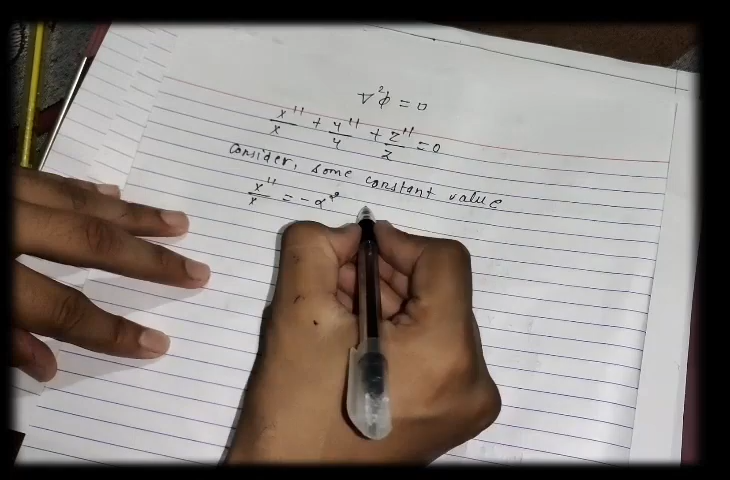 ∇²φ = 0
x''/x + y''/y + z''/z = 0
Consider, some constant value
x''/x = -α²